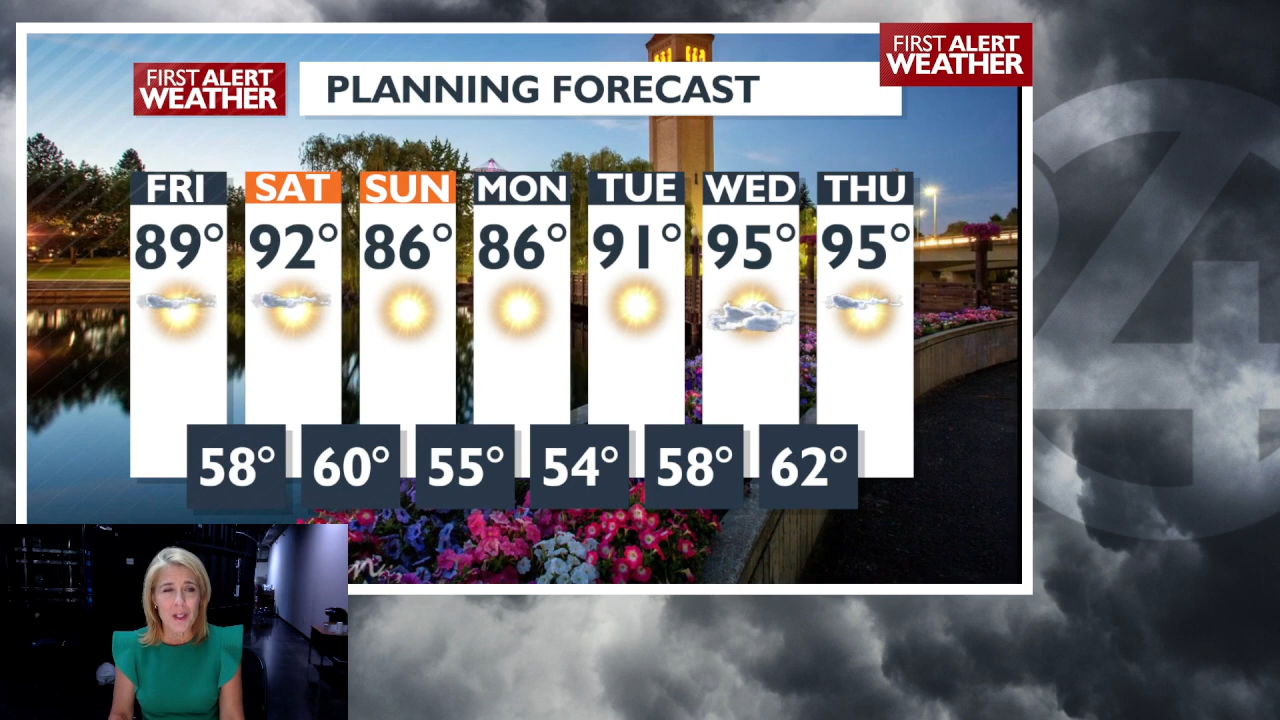 FIRST ALERT
WEATHER
PLANNING FORECAST
FIRST ALERT
WEATHER
FRI SAT SUN MON TUE WED THU
89° 92° 86° 86° 91° 95° 95°
58° 60° 55° 54° 58° 62°
4